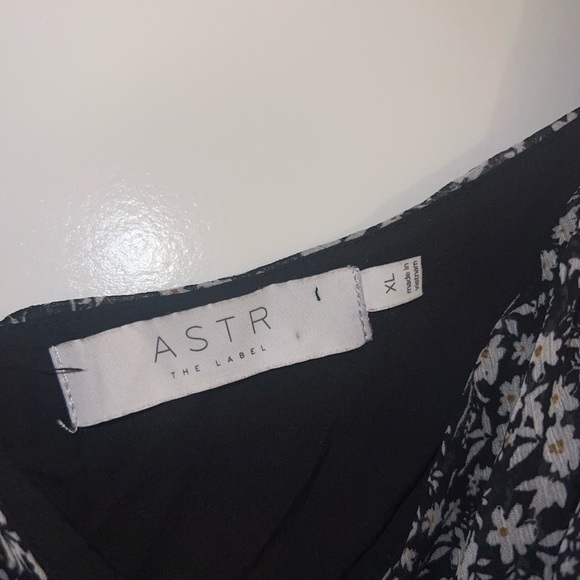 ASTR
THE LABEL
XL
made in
vietnam